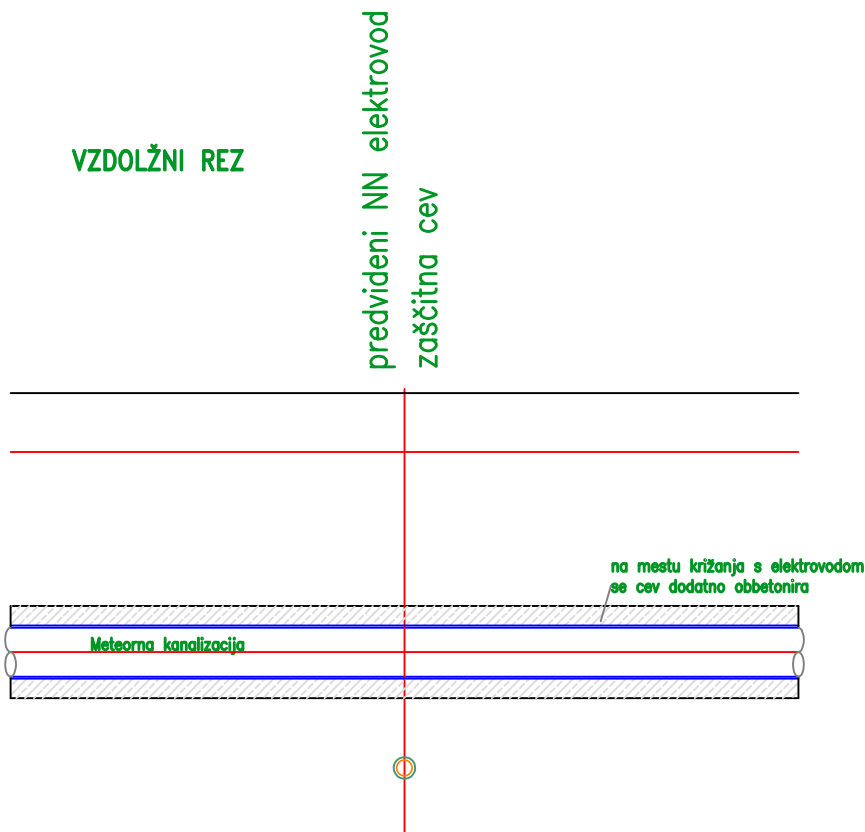 VZDOLŽNI REZ
predvideni NN elektrovod
zaščitna cev
na mestu križanja s elektrovodom
se cev dodatno obbetonira
Meteorna kanalizacija